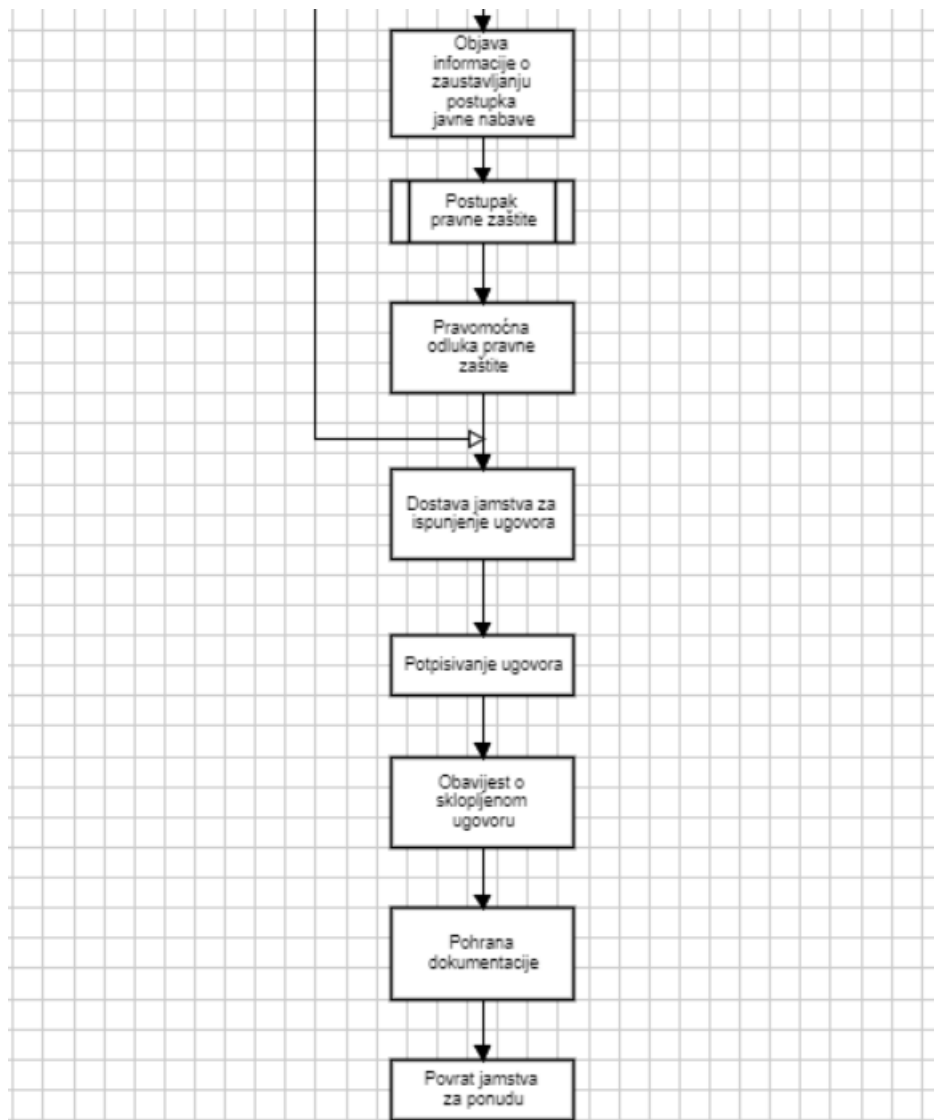 Objava
informacije o
zaustavljanju
postupka
javne nabave
Postupak
pravne zaštite
Pravomoćna
odluka pravne
zaštite
Dostava jamstva za
ispunjenje ugovora
Potpisivanje ugovora
Obavijest o
sklopljenom
ugovoru
Pohrana
dokumentacije
Povrat jamstva
za ponudu